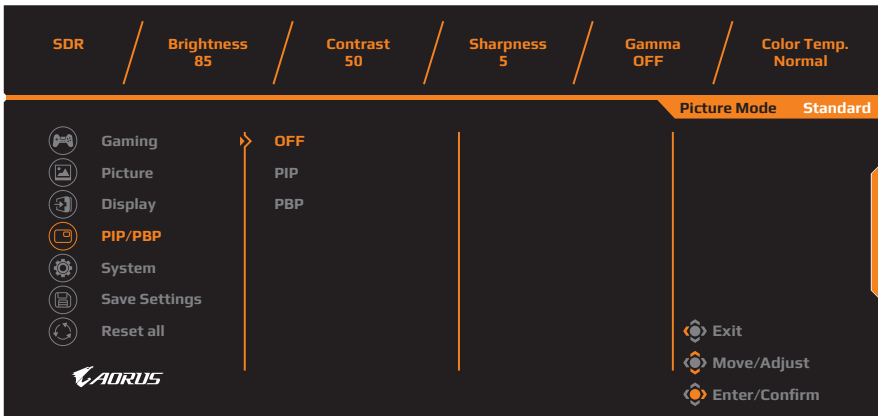 SDR
Brightness
85
Contrast
50
Sharpness
5
Gamma
OFF
Color Temp.
Normal
Picture Mode Standard
Gaming
Picture
Display
PIP/PBP
System
Save Settings
Reset all
OFF
PIP
PBP
Exit
Move/Adjust
Enter/Confirm
AORUS